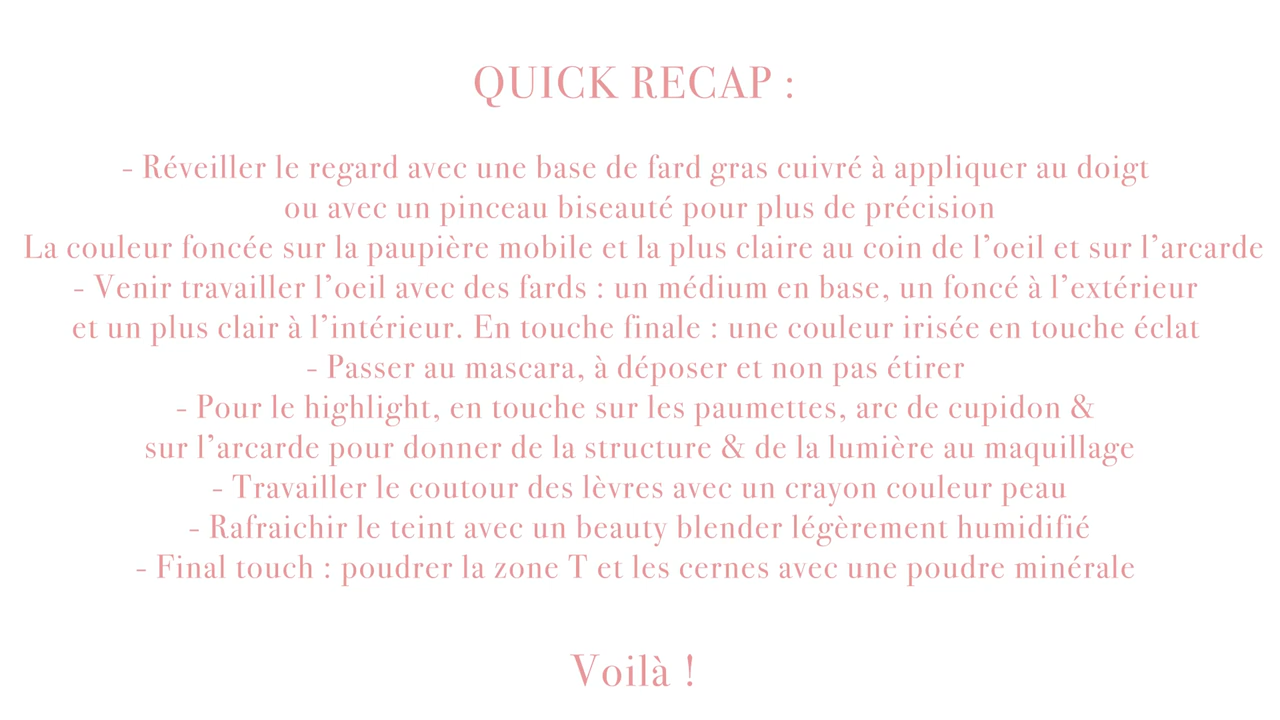 QUICK RECAP :
- Réveiller le regard avec une base de fard gras cuivré à appliquer au doigt
ou avec un pinceau biseauté pour plus de précision
La couleur foncée sur la paupière mobile et la plus claire au coin de l'oeil et sur l'arcarde
- Venir travailler l'oeil avec des fards : un médium en base, un foncé à l'extérieur
et un plus clair à l'intérieur. En touche finale : une couleur irisée en touche éclat
- Passer au mascara, à déposer et non pas étirer
- Pour le highlight, en touche sur les paumettes, arc de cupidon &
sur l'arcarde pour donner de la structure & de la lumière au maquillage
- Travailler le coutour des lèvres avec un crayon couleur peau
- Rafraichir le teint avec un beauty blender légèrement humidifié
- Final touch : poudrer la zone T et les cernes avec une poudre minérale
Voilà !